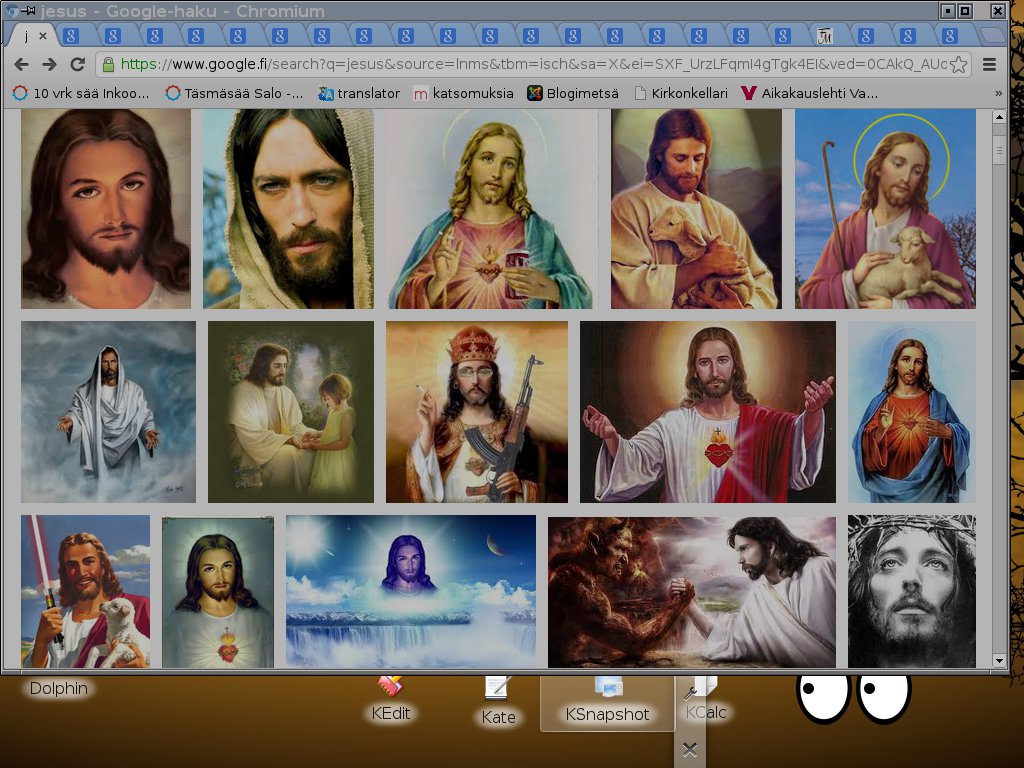 jesus - Google-haku - Chromium
j
https://www.google.fi/search?q=jesus&source=lnms&tbm=isch&sa=X&ei=SXF_UrzLFqmI4gTgk4EI&ved=0CAkQ_AUc
10 vrk sää Inkoo... Täsmäsää Salo -... translator katsomuksia Blogimetsä Kirkonkellari Aikakauslehti Va... »
Dolphin
KEdit
Kate
KSnapshot
KCalc